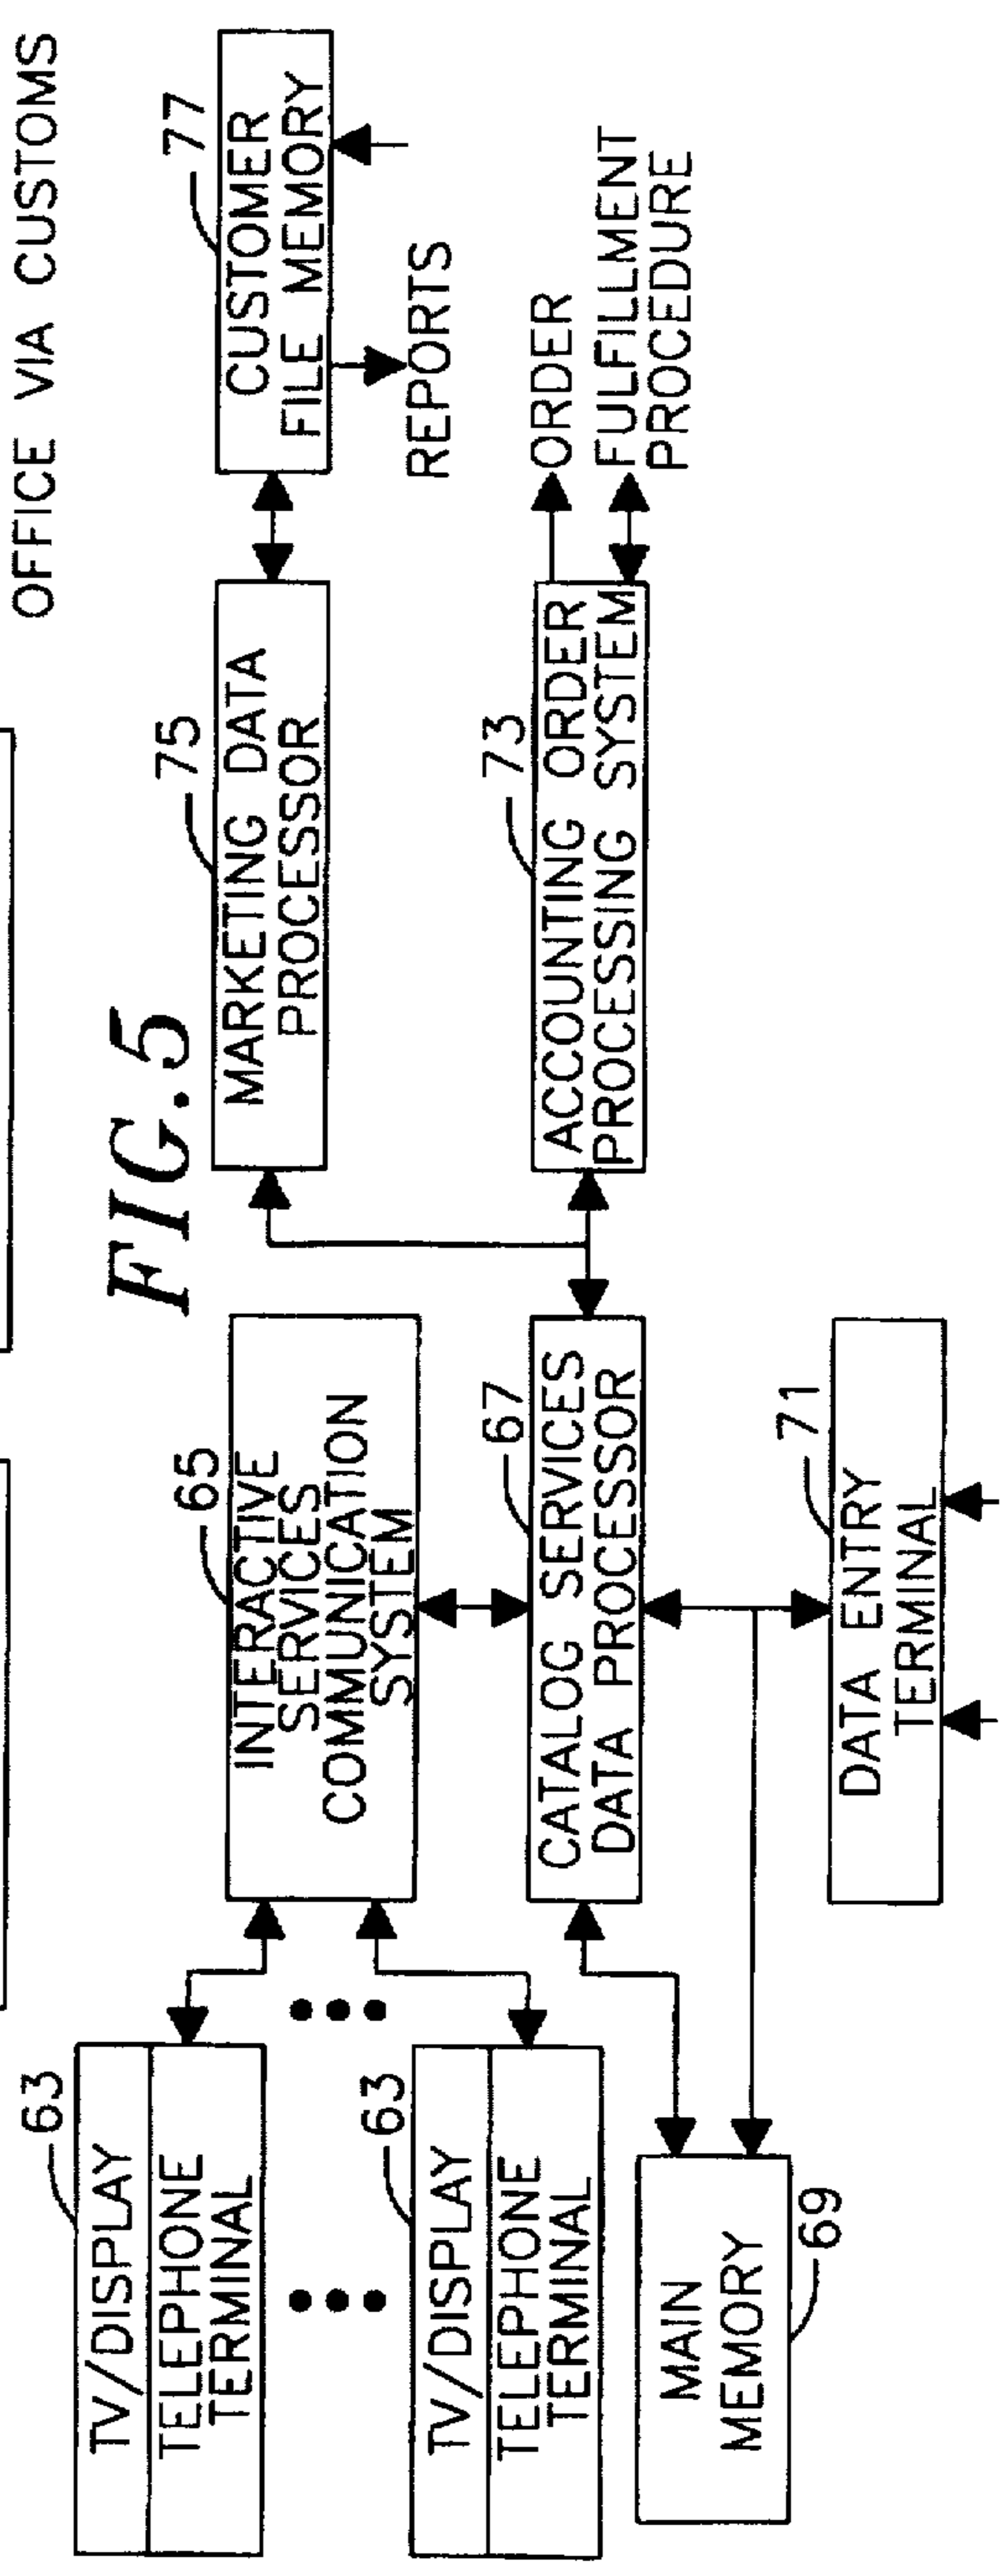 OFFICE VIA CUSTOMS
FIG.5
63
TV/DISPLAY
TELEPHONE
TERMINAL
63
TV/DISPLAY
TELEPHONE
TERMINAL
MAIN
MEMORY
69
65
INTERACTIVE
SERVICES
COMMUNICATION
SYSTEM
67
CATALOG SERVICES
DATA PROCESSOR
71
DATA ENTRY
TERMINAL
75
MARKETING DATA
PROCESSOR
73
ACCOUNTING ORDER
PROCESSING SYSTEM
77
CUSTOMER
FILE MEMORY
REPORTS
ORDER
FULFILLMENT
PROCEDURE